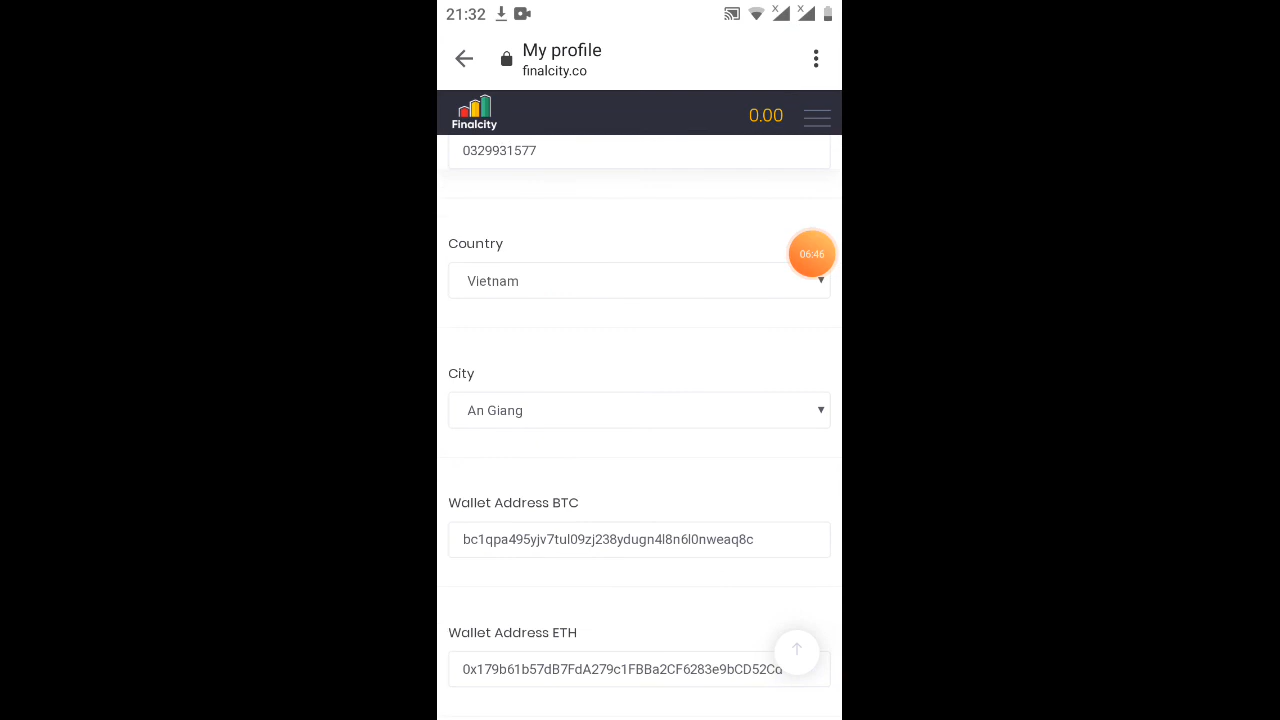 21:32
My profile
finalcity.co
Finalcity
0.00
0329931577
Country
06:46
Vietnam
City
An Giang
Wallet Address BTC
bc1qpa495yjv7tul09zj238ydugn4l8n6l0nweaq8c
Wallet Address ETH
0x179b61b57dB7FdA279c1FBBa2CF6283e9bCD52Cd